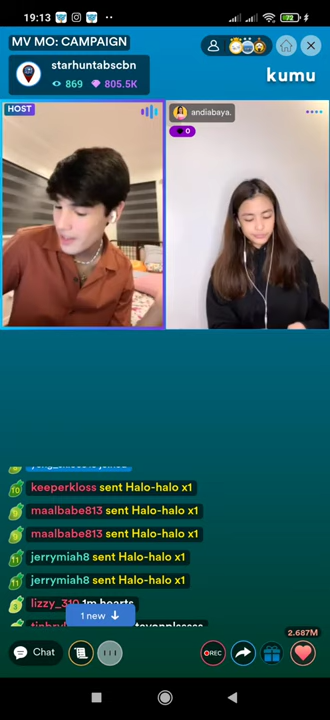 19:13
72
MV MO: CAMPAIGN
starhuntabscbn
869 805.5K
kumu
HOST
andiabaya.
0
keeperkloss sent Halo-halo x1
maalbabe813 sent Halo-halo x1
maalbabe813 sent Halo-halo x1
jerrymiah8 sent Halo-halo x1
jerrymiah8 sent Halo-halo x1
lizzy_310 1m hearts
1 new
2.687M
Chat
REC